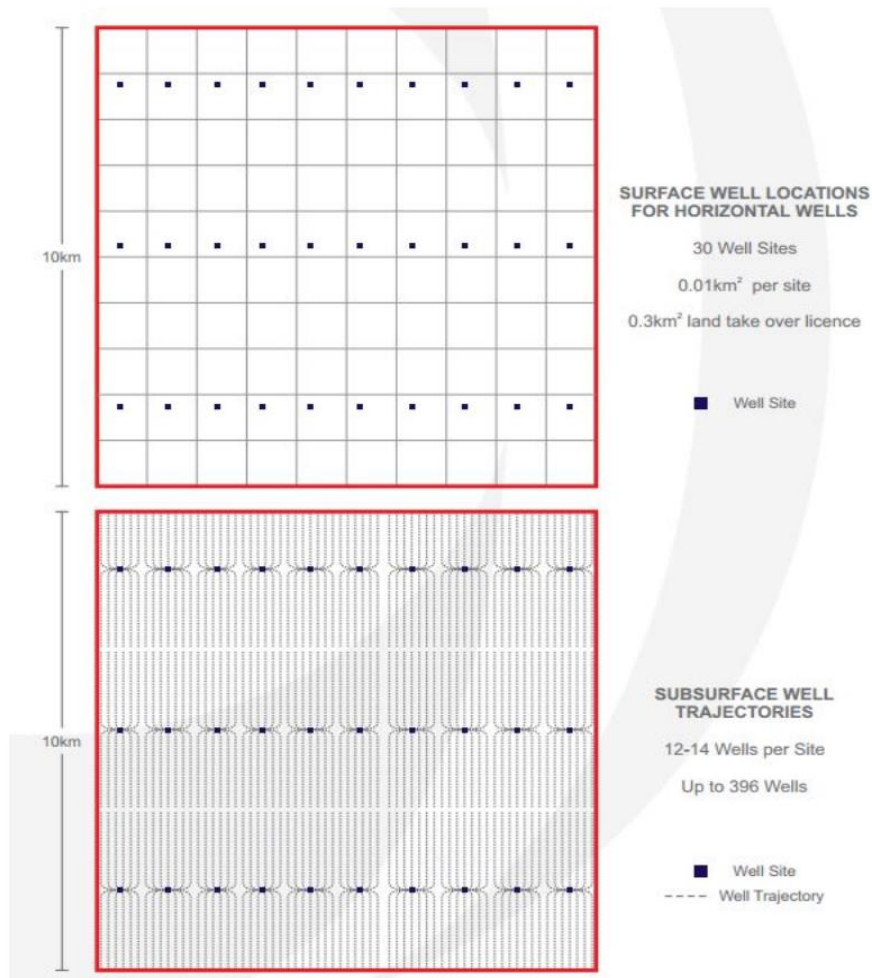 10km
SURFACE WELL LOCATIONS
FOR HORIZONTAL WELLS
30 Well Sites
0.01km² per site
0.3km² land take over licence
Well Site
10km
SUBSURFACE WELL
TRAJECTORIES
12-14 Wells per Site
Up to 396 Wells
Well Site
Well Trajectory